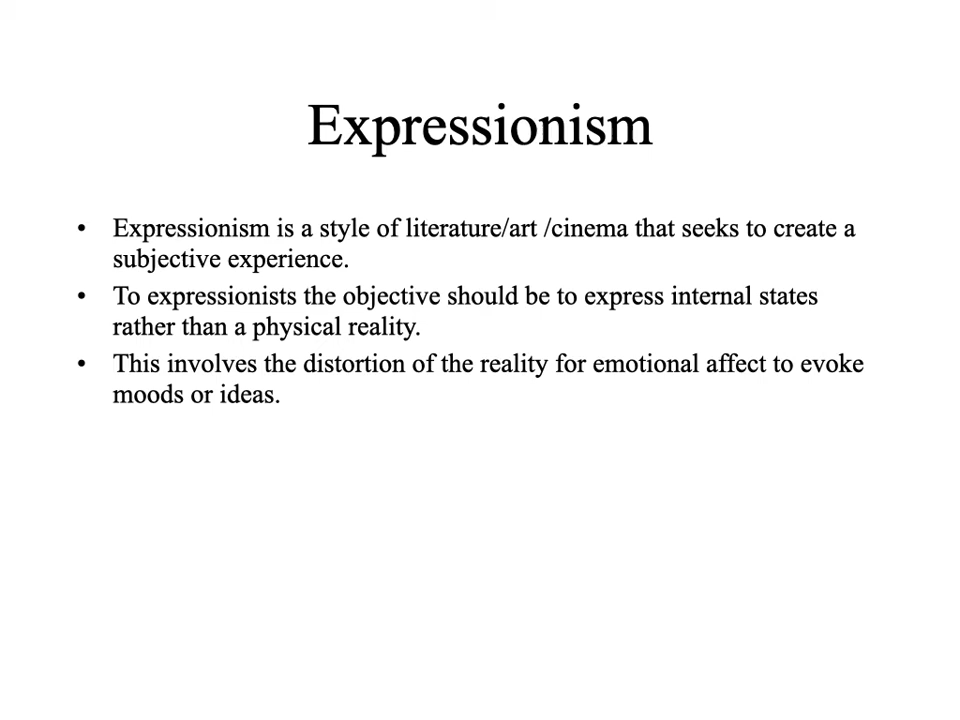 Expressionism
• Expressionism is a style of literature/art /cinema that seeks to create a
subjective experience.
• To expressionists the objective should be to express internal states
rather than a physical reality.
• This involves the distortion of the reality for emotional affect to evoke
moods or ideas.